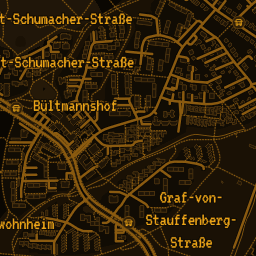 t-Schumacher-Straße
t-Schumacher-Straße
Bültmannshof
Graf-von-
Stauffenberg-
Straße
wohnheim